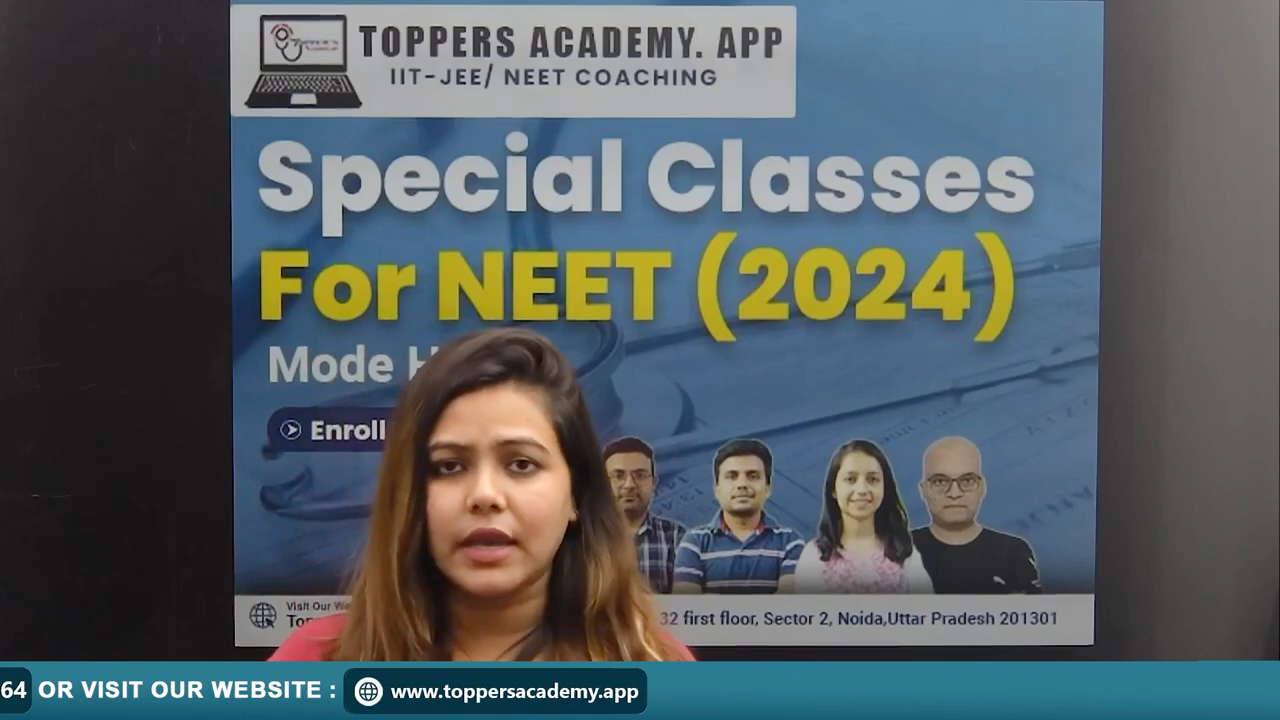 TOPPERS ACADEMY. APP
IIT-JEE/ NEET COACHING
Special Classes
For NEET (2024)
Mode
Enroll
Visit Our
32 first floor, Sector 2, Noida,Uttar Pradesh 201301
64 OR VISIT OUR WEBSITE : www.toppersacademy.app